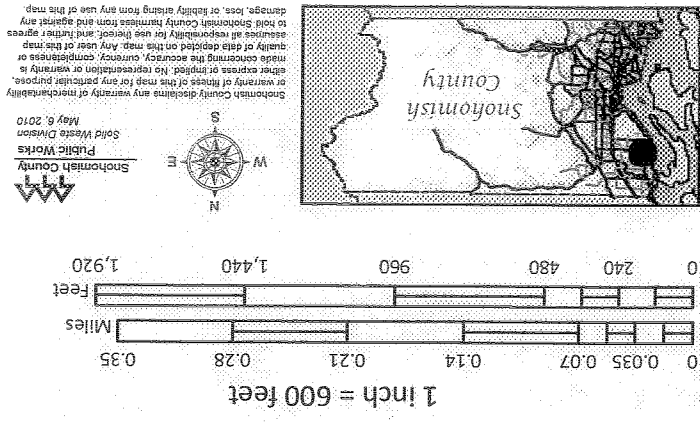 1 inch = 600 feet
0 0.035 0.07 0.14 0.21 0.28 0.35
Miles
Feet
0 240 480 960 1,440 1,920
Snohomish
County
N
W E
S
Snohomish County
Public Works
Solid Waste Division
May 6, 2010
Snohomish County disclaims any warranty of merchantability
or warranty of fitness of this map for any particular purpose,
either express or implied. No representation or warranty is
made concerning the accuracy, currency, completeness or
quality of data depicted on this map. Any user of this map
assumes all responsibility for use thereof, and further agrees
to hold Snohomish County harmless from and against any
damage, loss, or liability arising from any use of this map.